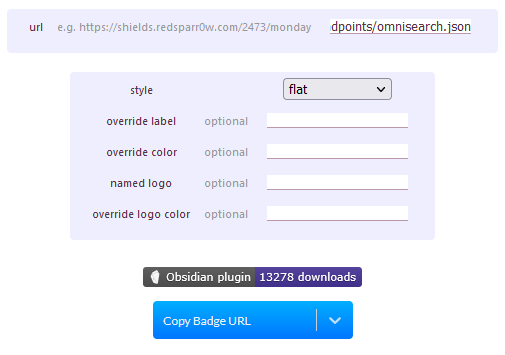 url e.g. https://shields.redsparr0w.com/2473/monday dpoints/omnisearch.json
style flat
override label optional
override color optional
named logo optional
override logo color optional
Obsidian plugin 13278 downloads
Copy Badge URL